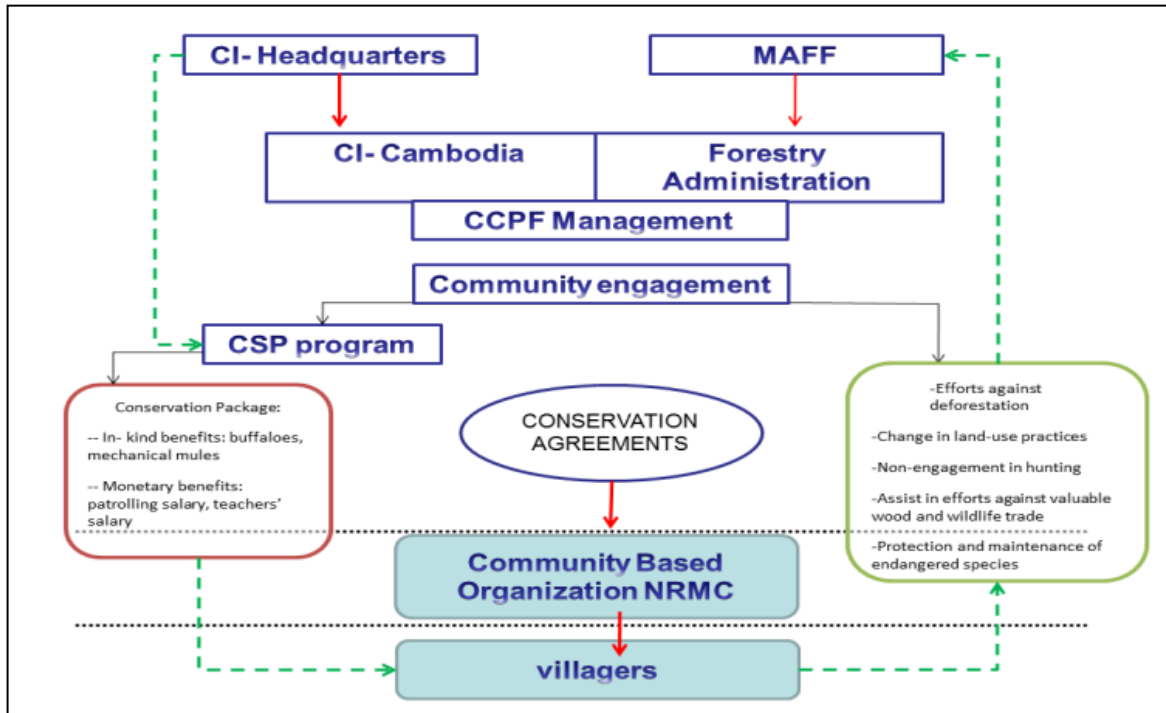 CI- Headquarters
MAFF
CI- Cambodia
Forestry
Administration
CCPF Management
Community engagement
CSP program
Conservation Package:
-- In- kind benefits: buffaloes,
mechanical mules
-- Monetary benefits:
patrolling salary, teachers'
salary
CONSERVATION
AGREEMENTS
-Efforts against
deforestation
-Change in land-use practices
-Non-engagement in hunting
-Assist in efforts against valuable
wood and wildlife trade
-Protection and maintenance of
endangered species
Community Based
Organization NRMC
villagers